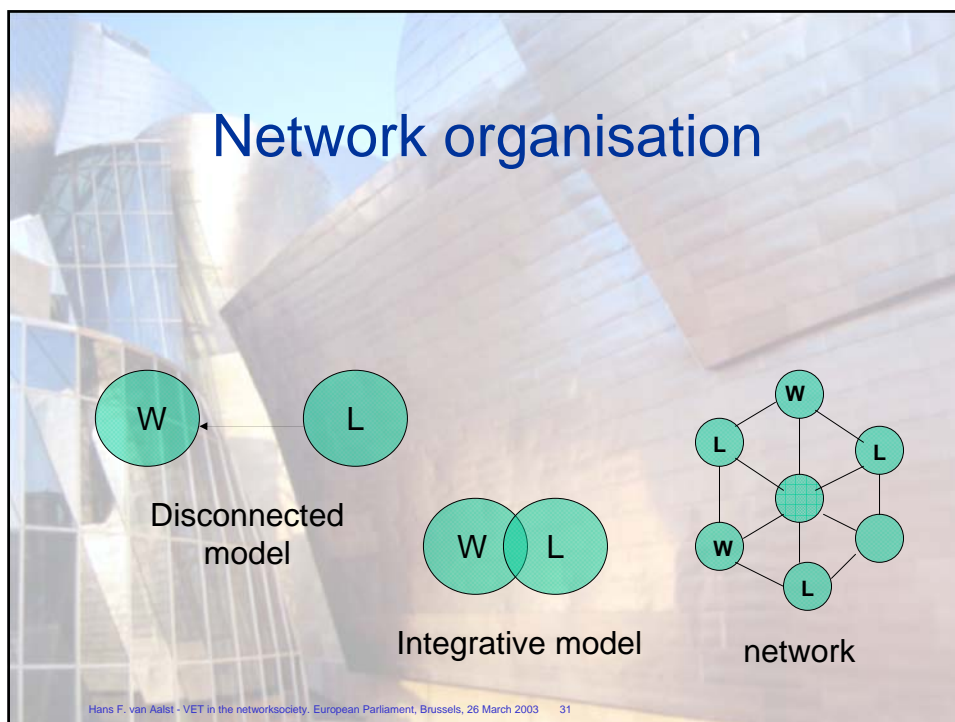 Network organisation
W
L
Disconnected
model
W
L
Integrative model
W
L
L
W
L
network
Hans F. van Aalst - VET in the networksociety. European Parliament, Brussels, 26 March 2003 31